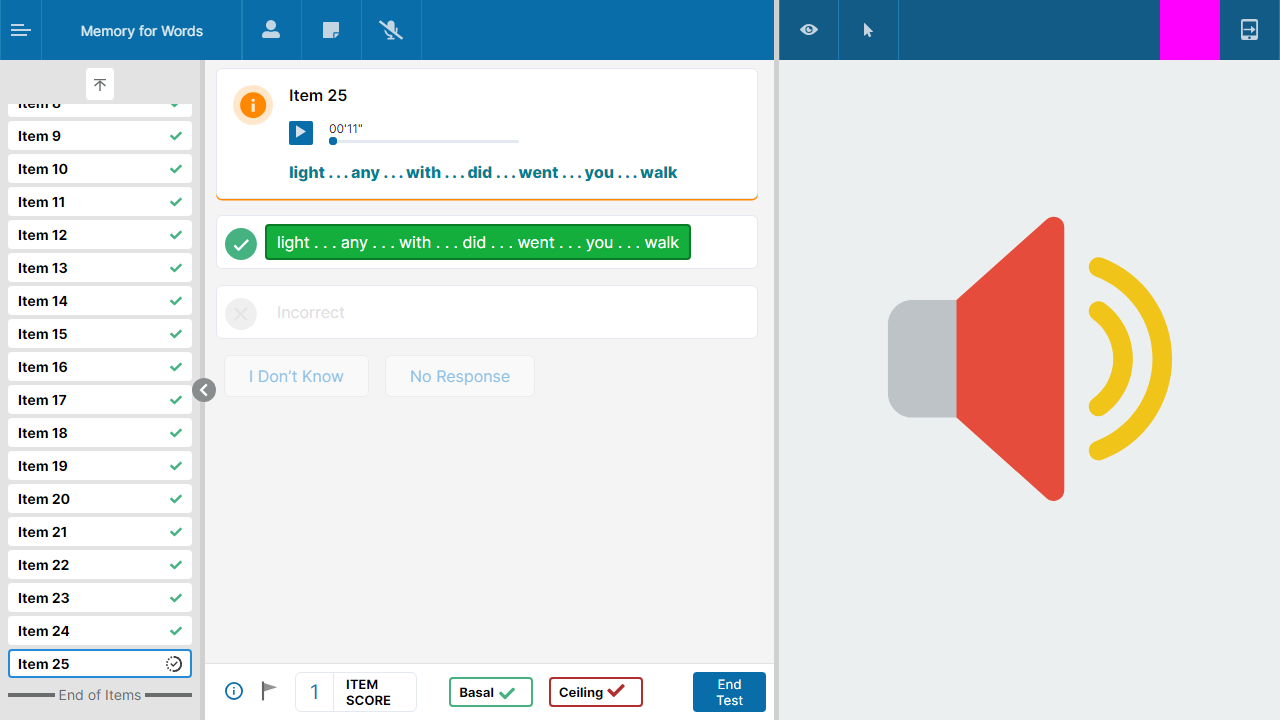 Memory for Words
Item 8
Item 9
Item 10
Item 11
Item 12
Item 13
Item 14
Item 15
Item 16
Item 17
Item 18
Item 19
Item 20
Item 21
Item 22
Item 23
Item 24
Item 25
End of Items
Item 25
00'11"
light . . . any . . . with . . . did . . . went . . . you . . . walk
light . . . any . . . with . . . did . . . went . . . you . . . walk
Incorrect
I Don't Know
No Response
1
ITEM
SCORE
Basal
Ceiling
End
Test